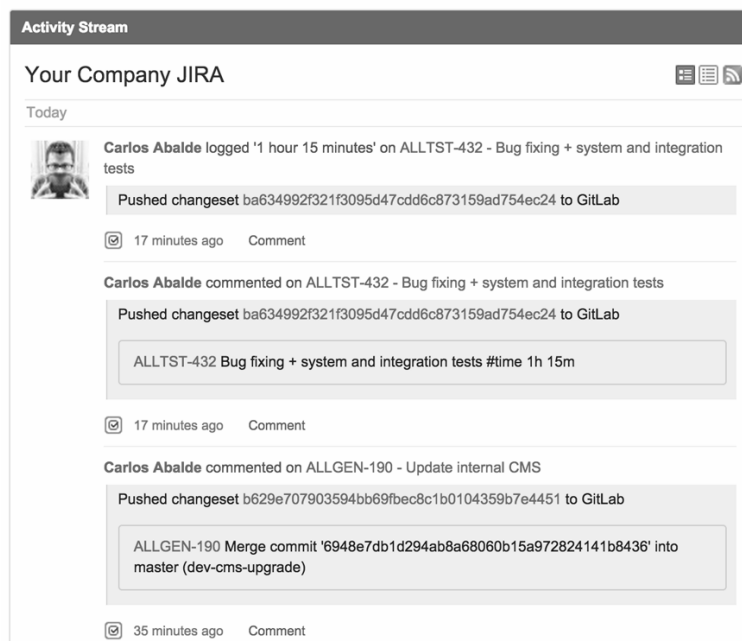 Activity Stream
Your Company JIRA
Today
Carlos Abalde logged '1 hour 15 minutes' on ALLTST-432 - Bug fixing + system and integration
tests
Pushed changeset ba634992f321f3095d47cdd6c873159ad754ec24 to GitLab
17 minutes ago Comment
Carlos Abalde commented on ALLTST-432 - Bug fixing + system and integration tests
Pushed changeset ba634992f321f3095d47cdd6c873159ad754ec24 to GitLab
ALLTST-432 Bug fixing + system and integration tests #time 1h 15m
17 minutes ago Comment
Carlos Abalde commented on ALLGEN-190 - Update internal CMS
Pushed changeset b629e707903594bb69fbec8c1b0104359b7e4451 to GitLab
ALLGEN-190 Merge commit '6948e7db1d294ab8a68060b15a972824141b8436' into
master (dev-cms-upgrade)
35 minutes ago Comment